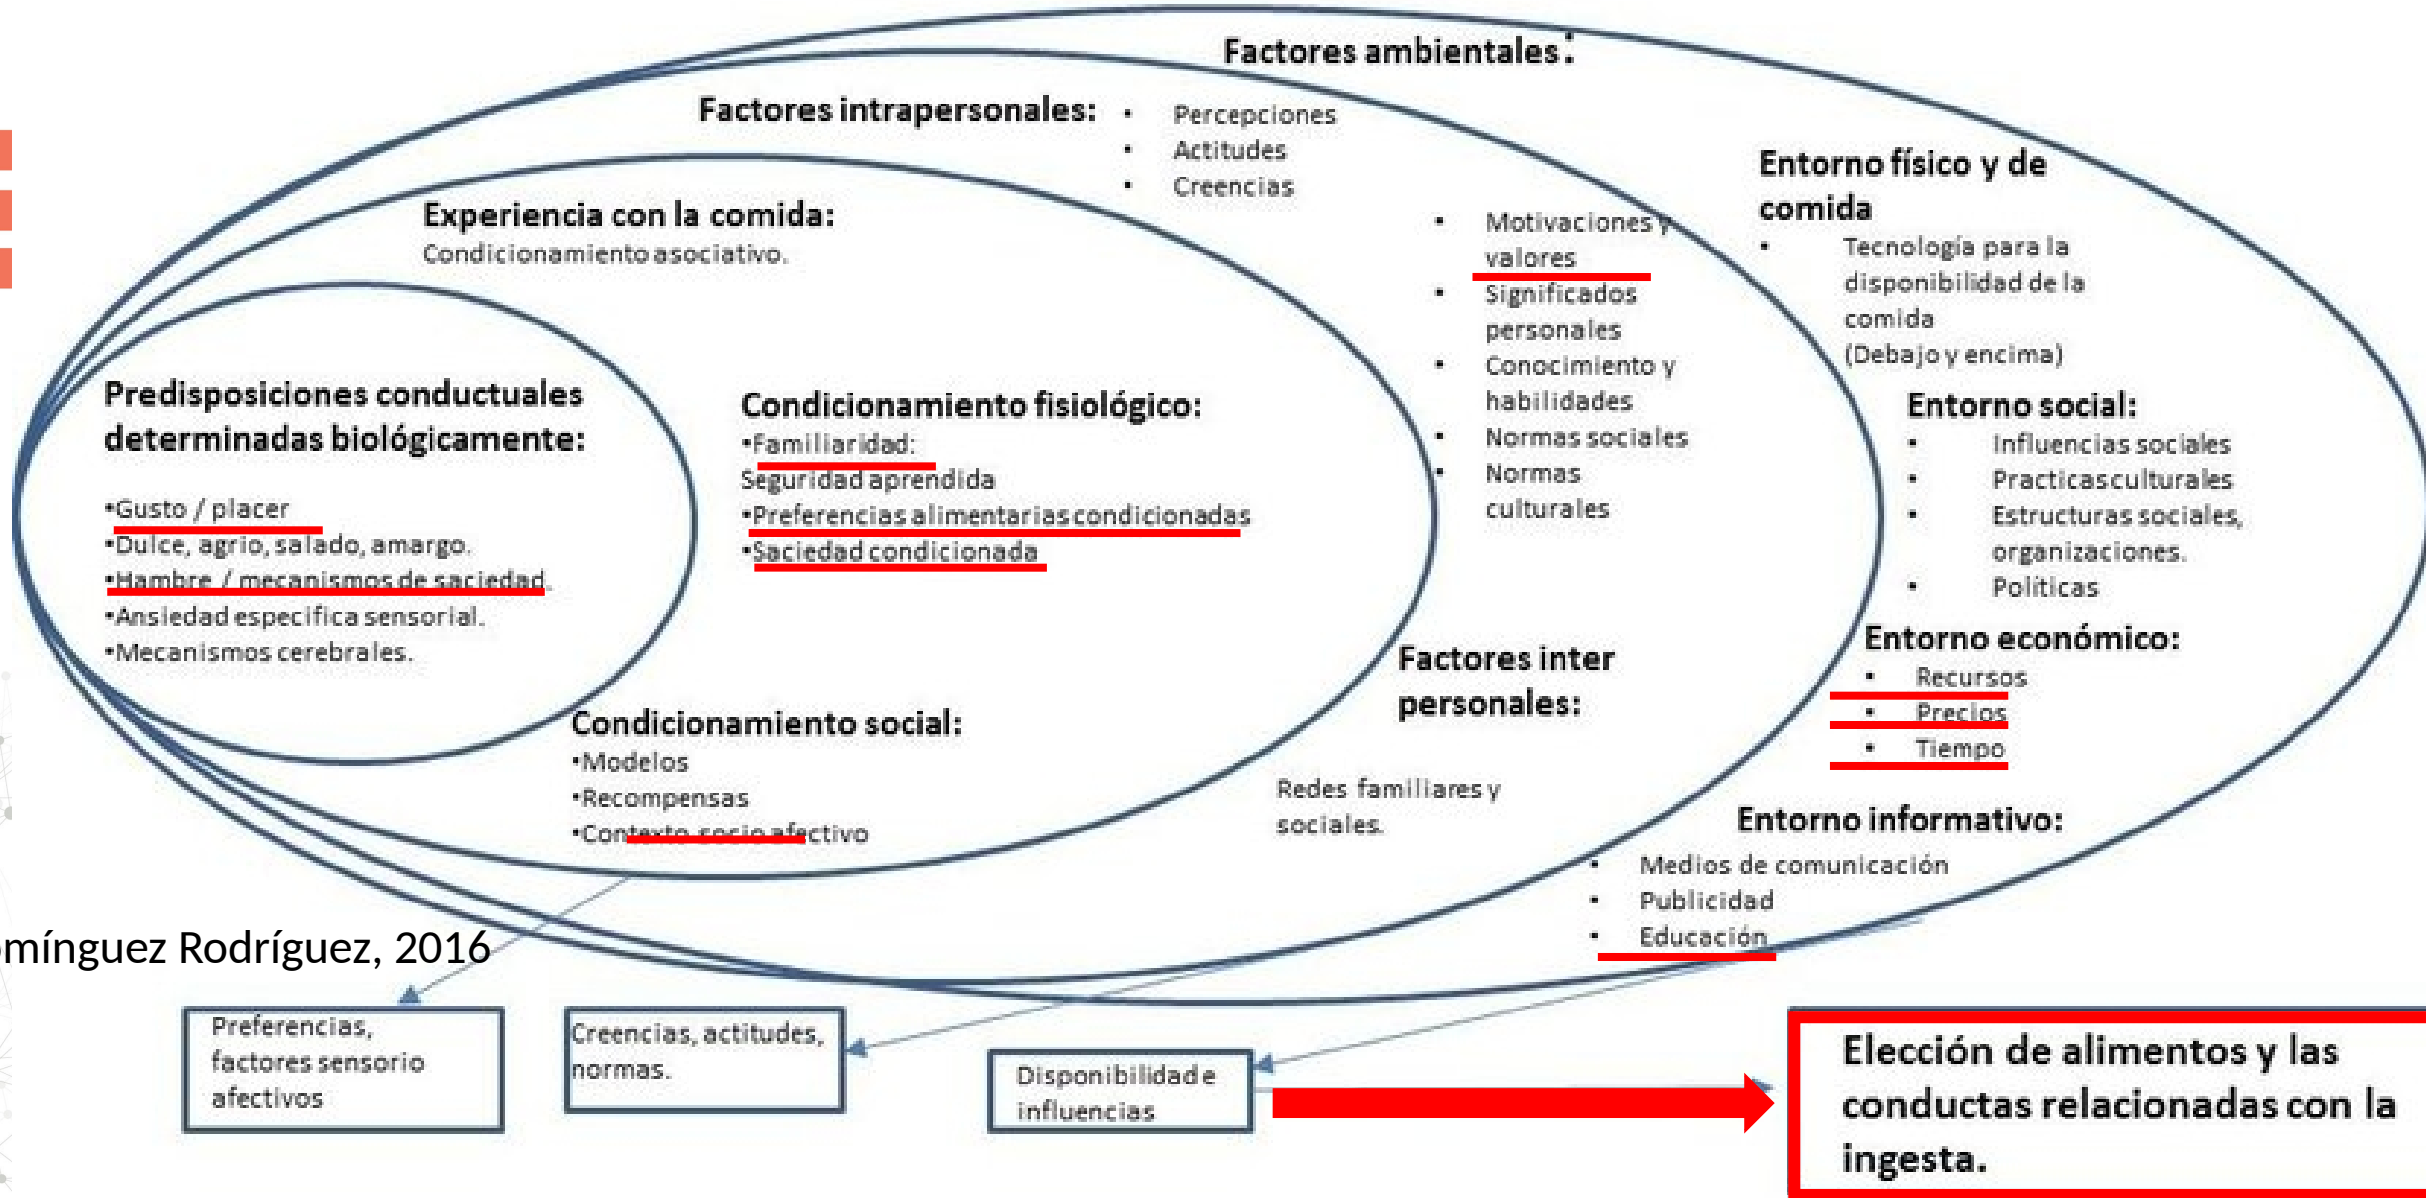 Factores ambientales:
Factores intrapersonales:
• Percepciones
• Actitudes
• Creencias
Experiencia con la comida:
Condicionamiento asociativo.
• Motivaciones y
valores
• Significados
personales
• Conocimiento y
habilidades
• Normas sociales
• Normas
culturales
Entorno físico y de
comida
• Tecnología para la
disponibilidad de la
comida
(Debajo y encima)
Predisposiciones conductuales
determinadas biológicamente:
•Gusto / placer
•Dulce, agrio, salado, amargo.
•Hambre / mecanismos de saciedad.
•Ansiedad especifica sensorial.
•Mecanismos cerebrales.
Condicionamiento fisiológico:
•Familiaridad:
Seguridad aprendida
•Preferencias alimentarias condicionadas
•Saciedad condicionada
Entorno social:
• Influencias sociales
• Practicas culturales
• Estructuras sociales,
organizaciones.
• Políticas
Factores inter
personales:
Redes familiares y
sociales.
Entorno económico:
• Recursos
• Precios
• Tiempo
Condicionamiento social:
•Modelos
•Recompensas
•Contexto socio afectivo
Entorno informativo:
• Medios de comunicación
• Publicidad
• Educación
mínguez Rodríguez, 2016
Preferencias,
factores sensorio
afectivos
Creencias, actitudes,
normas.
Disponibilidad e
influencias
Elección de alimentos y las
conductas relacionadas con la
ingesta.